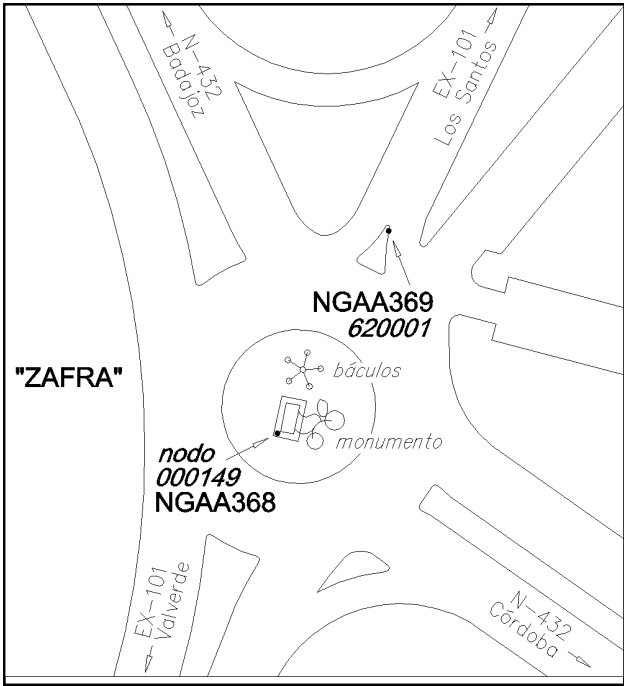 N-432
Badajoz
EX-101
Los Santos
NGAA369
620001
"ZAFRA"
báculos
monumento
nodo
000149
NGAA368
EX-101
Valverde
N-432
Córdoba